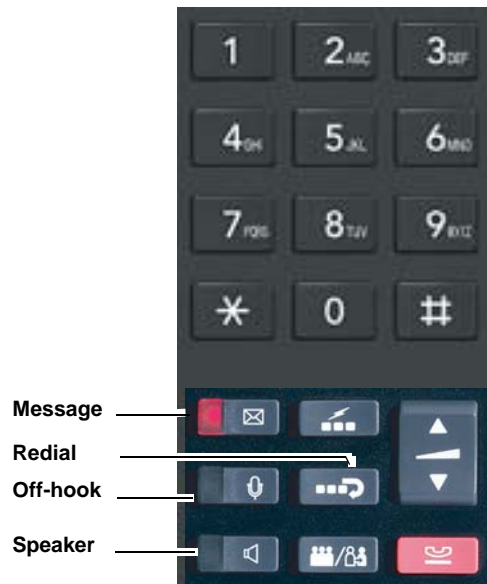 1 2ABC 3DEF
4GHI 5JKL 6MNO
7PQRS 8TUV 9WXYZ
* 0 #
Message
Redial
Off-hook
Speaker